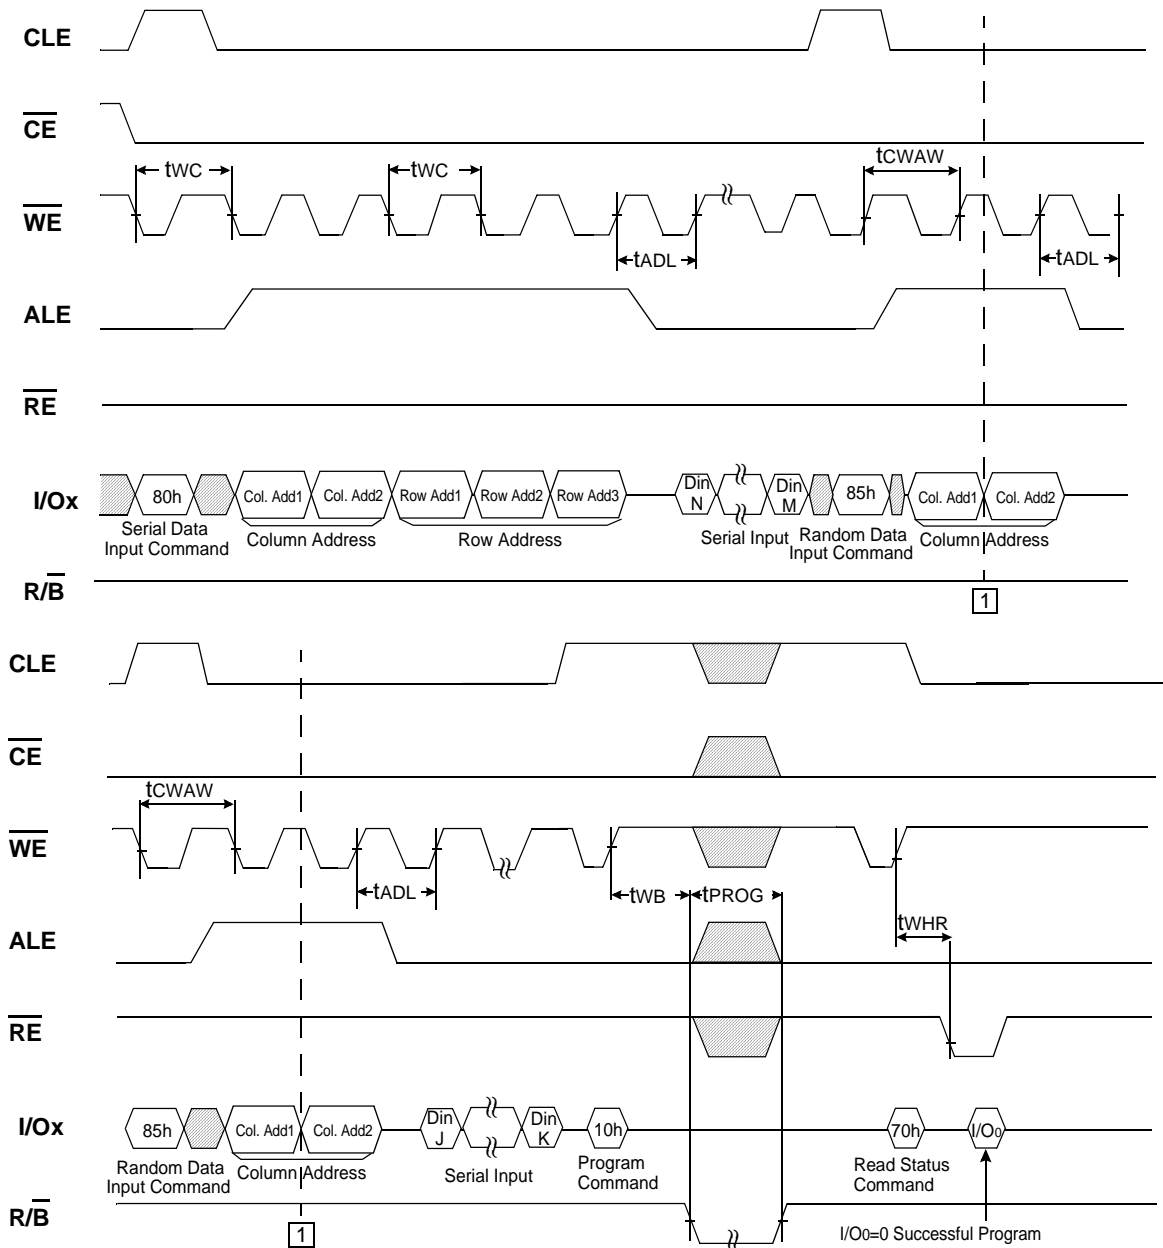 CLE
CE
tWC tWC tCWAW
WE
tADL tADL
ALE
RE
I/Ox 80h Col. Add1 Col. Add2 Row Add1 Row Add2 Row Add3 Din N Din M 85h Col. Add1 Col. Add2
Serial Data Input Command Column Address Row Address Serial Input Random Data Input Command Column Address
R/B
1
CLE
CE
tCWAW
WE
tADL tWB tPROG
tWHR
ALE
RE
I/Ox 85h Col. Add1 Col. Add2 Din J Din K 10h 70h I/O0
Random Data Input Command Column Address Serial Input Program Command Read Status Command
R/B
1 I/O0=0 Successful Program